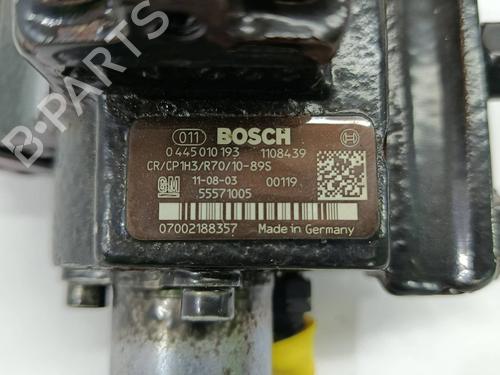 B-PARTS
011 BOSCH
0 445 010 193 1108439
CR/CP1H3/R70/10-89S
GM 11-08-03 00119
55571005
07002188357 Made in Germany